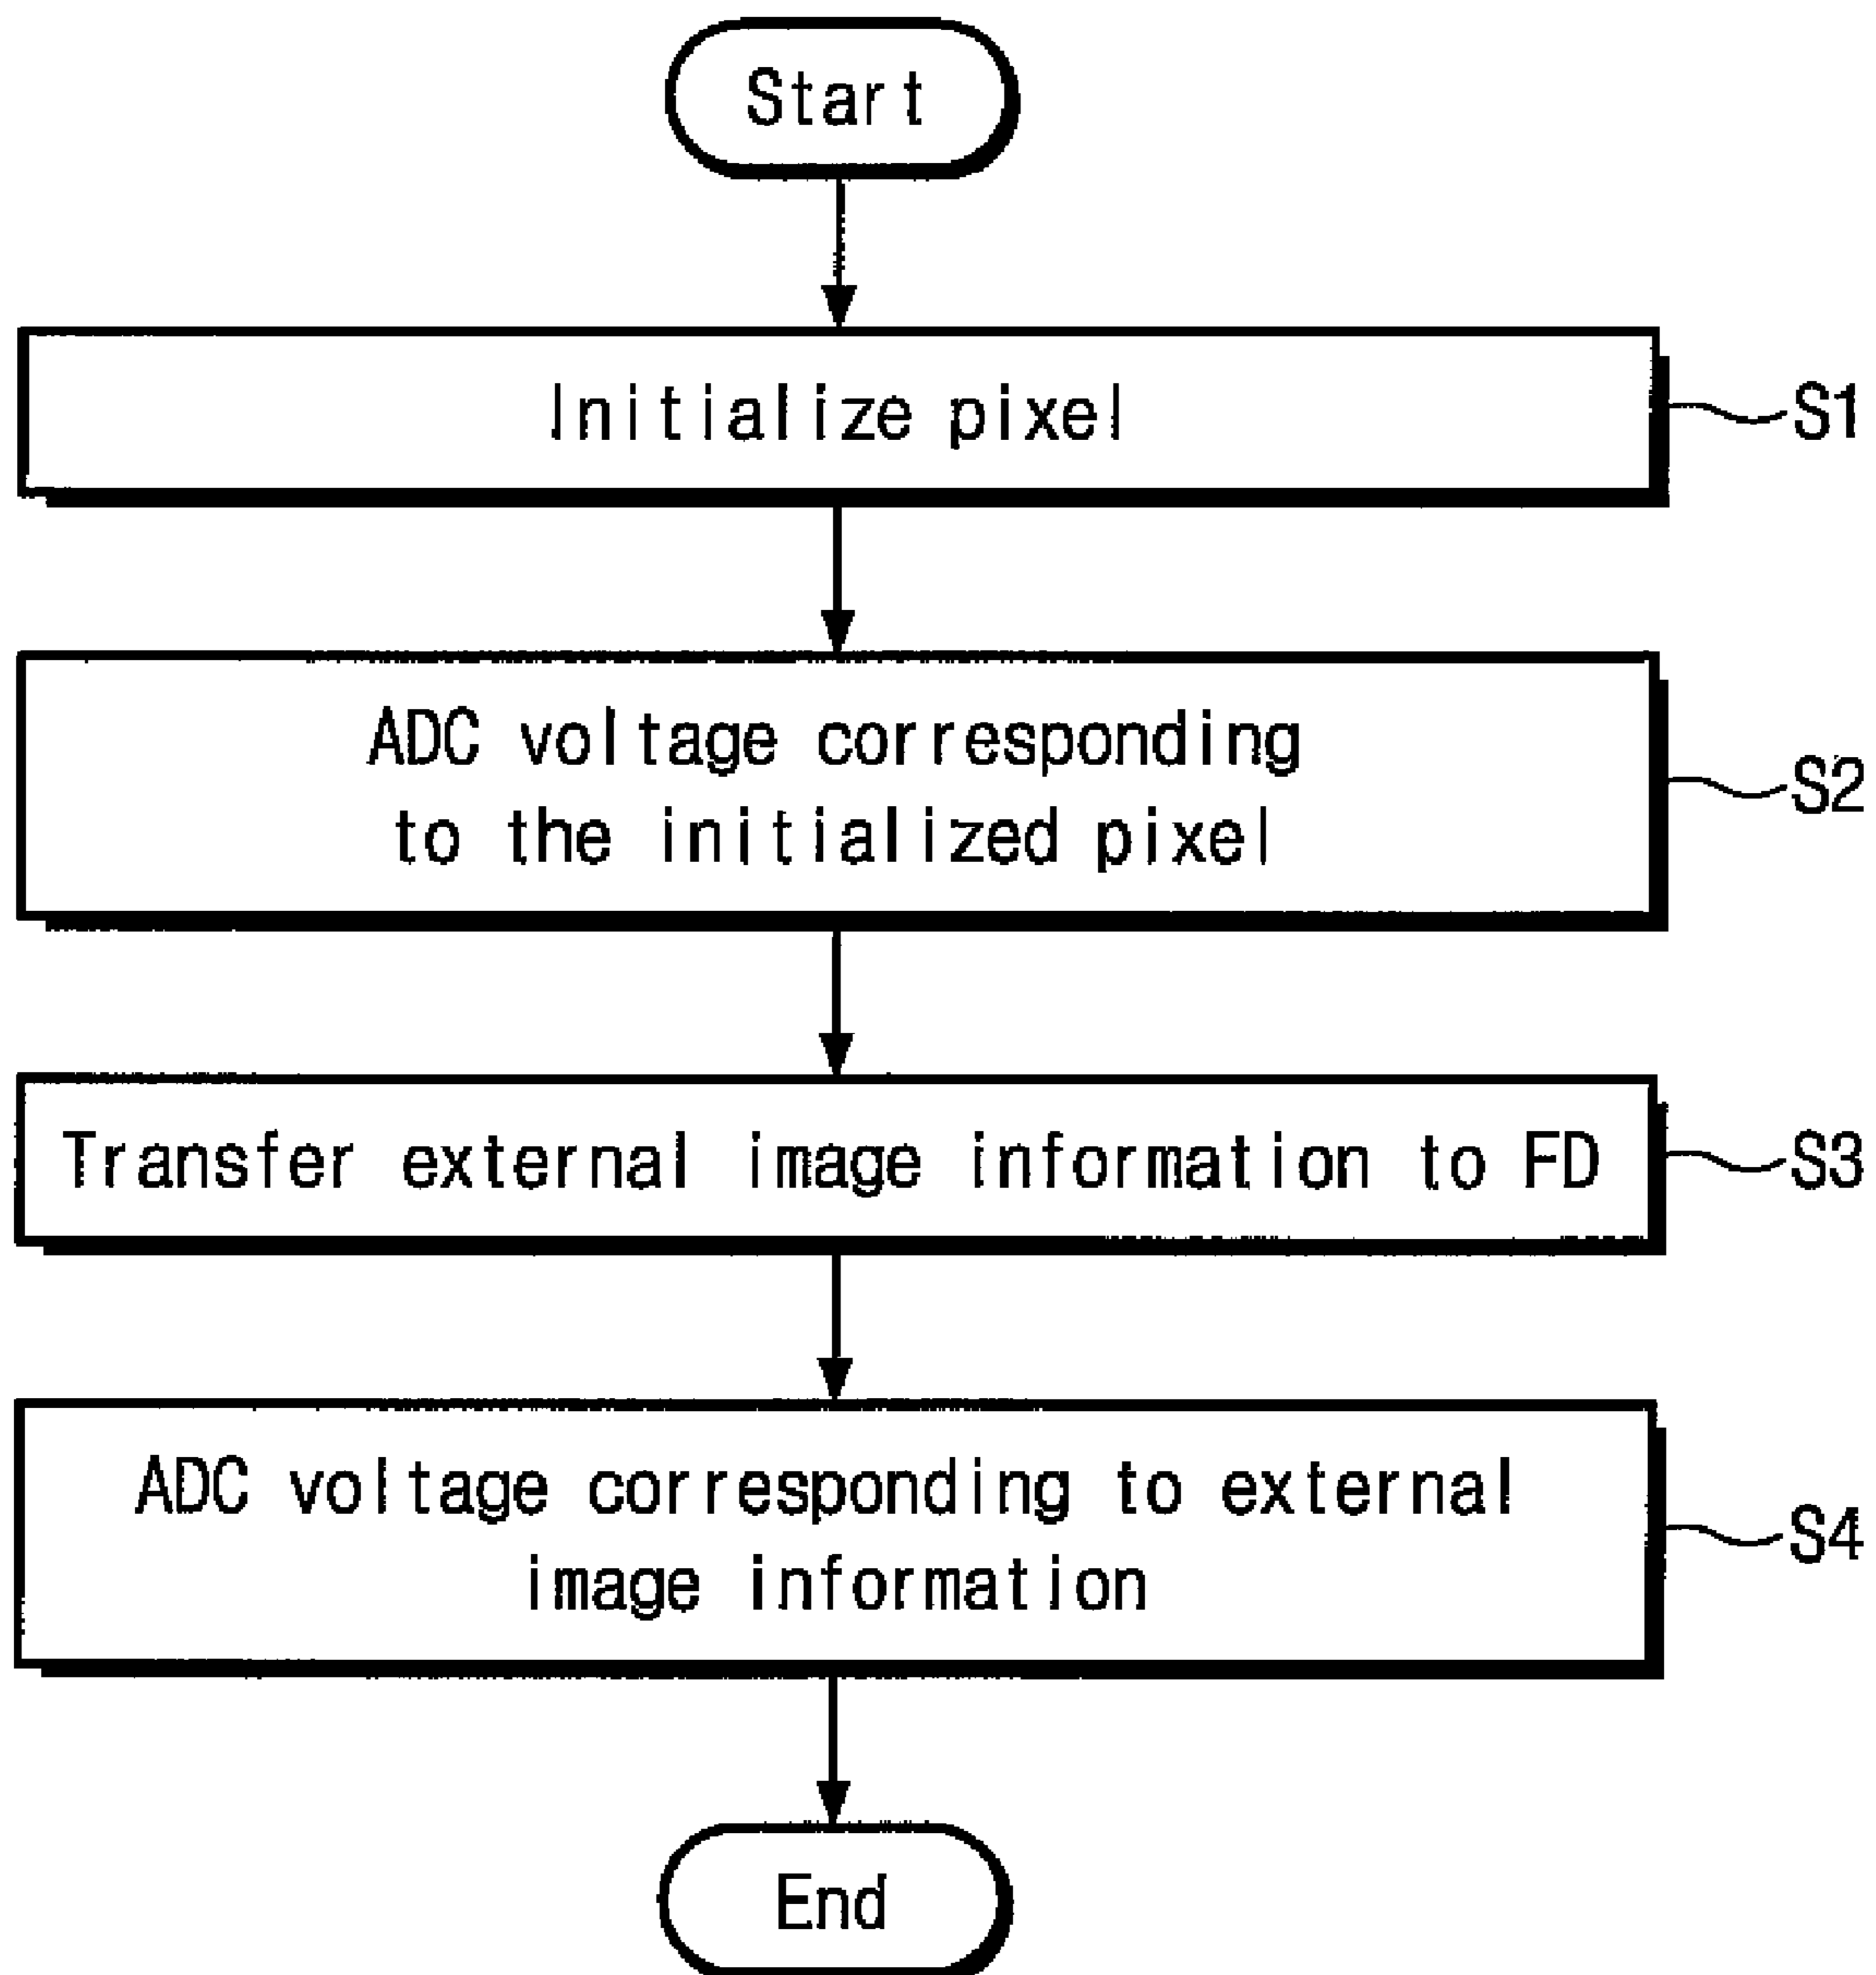 Start
Initialize pixel
S1
ADC voltage corresponding
to the initialized pixel
S2
Transfer external image information to FD
S3
ADC voltage corresponding to external
image information
S4
End